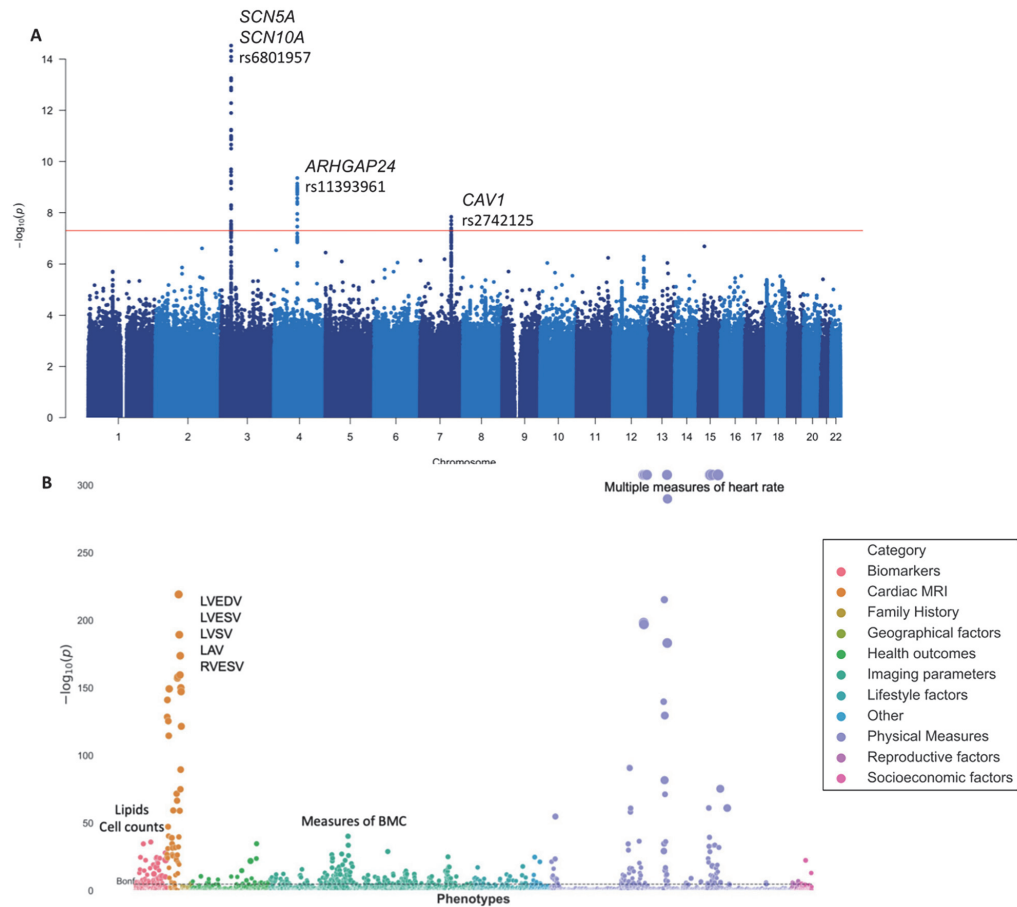 A
SCN5A
SCN10A
rs6801957
ARHGAP24
rs11393961
CAV1
rs2742125
14
12
10
8
6
4
2
0
−log10(p)
1 2 3 4 5 6 7 8 9 10 11 12 13 14 15 16 17 18 20 22
Chromosome
B
Multiple measures of heart rate
300
250
200
150
100
50
0
−log10(p)
LVEDV
LVESV
LVSV
LAV
RVESV
Lipids
Cell counts
Measures of BMC
Bonf
Phenotypes
Category
Biomarkers
Cardiac MRI
Family History
Geographical factors
Health outcomes
Imaging parameters
Lifestyle factors
Other
Physical Measures
Reproductive factors
Socioeconomic factors